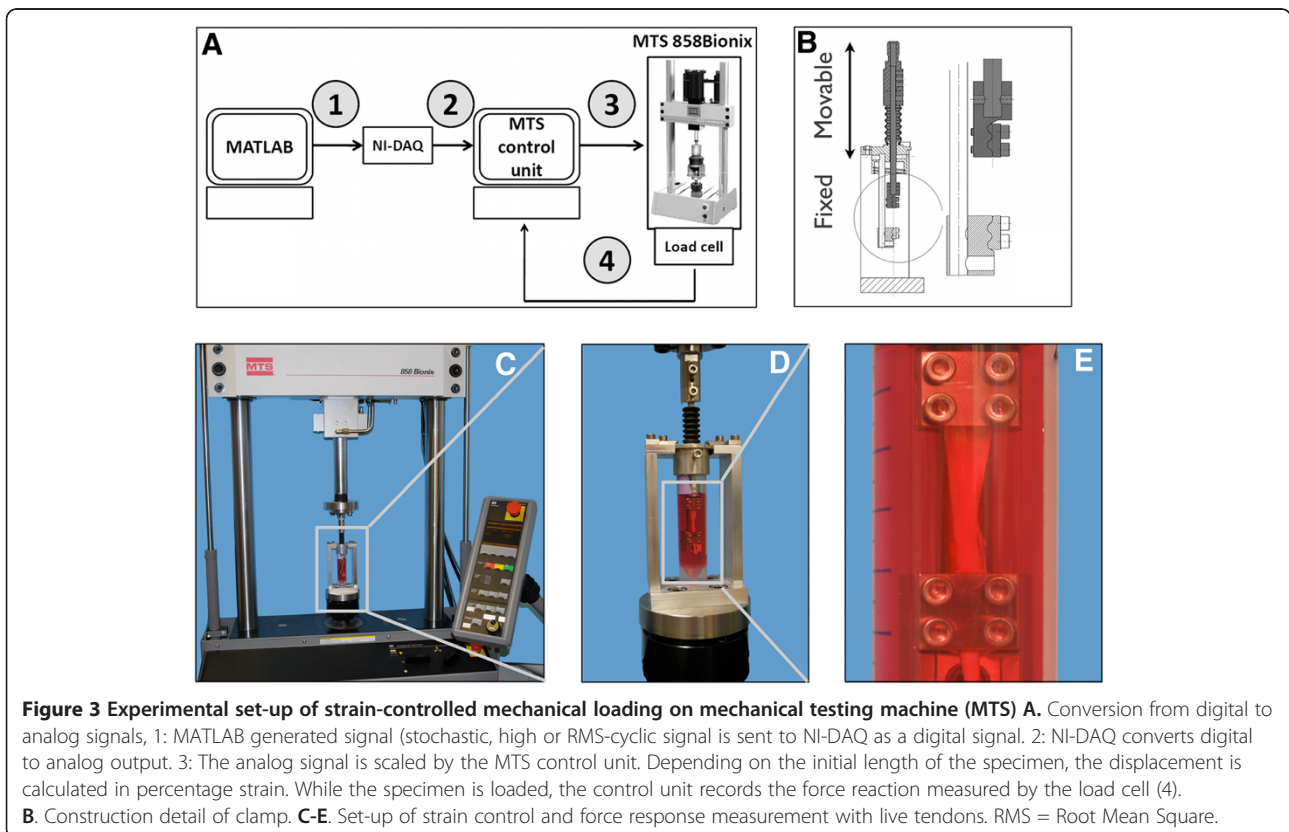 A
MTS 858Bionix
1
2
3
MATLAB
NI-DAQ
MTS
control
unit
Load cell
4
B
Movable
Fixed
C
MTS
858 Bionix
D
E
Figure 3 Experimental set-up of strain-controlled mechanical loading on mechanical testing machine (MTS) A. Conversion from digital to
analog signals, 1: MATLAB generated signal (stochastic, high or RMS-cyclic signal is sent to NI-DAQ as a digital signal. 2: NI-DAQ converts digital
to analog output. 3: The analog signal is scaled by the MTS control unit. Depending on the initial length of the specimen, the displacement is
calculated in percentage strain. While the specimen is loaded, the control unit records the force reaction measured by the load cell (4).
B. Construction detail of clamp. C-E. Set-up of strain control and force response measurement with live tendons. RMS = Root Mean Square.